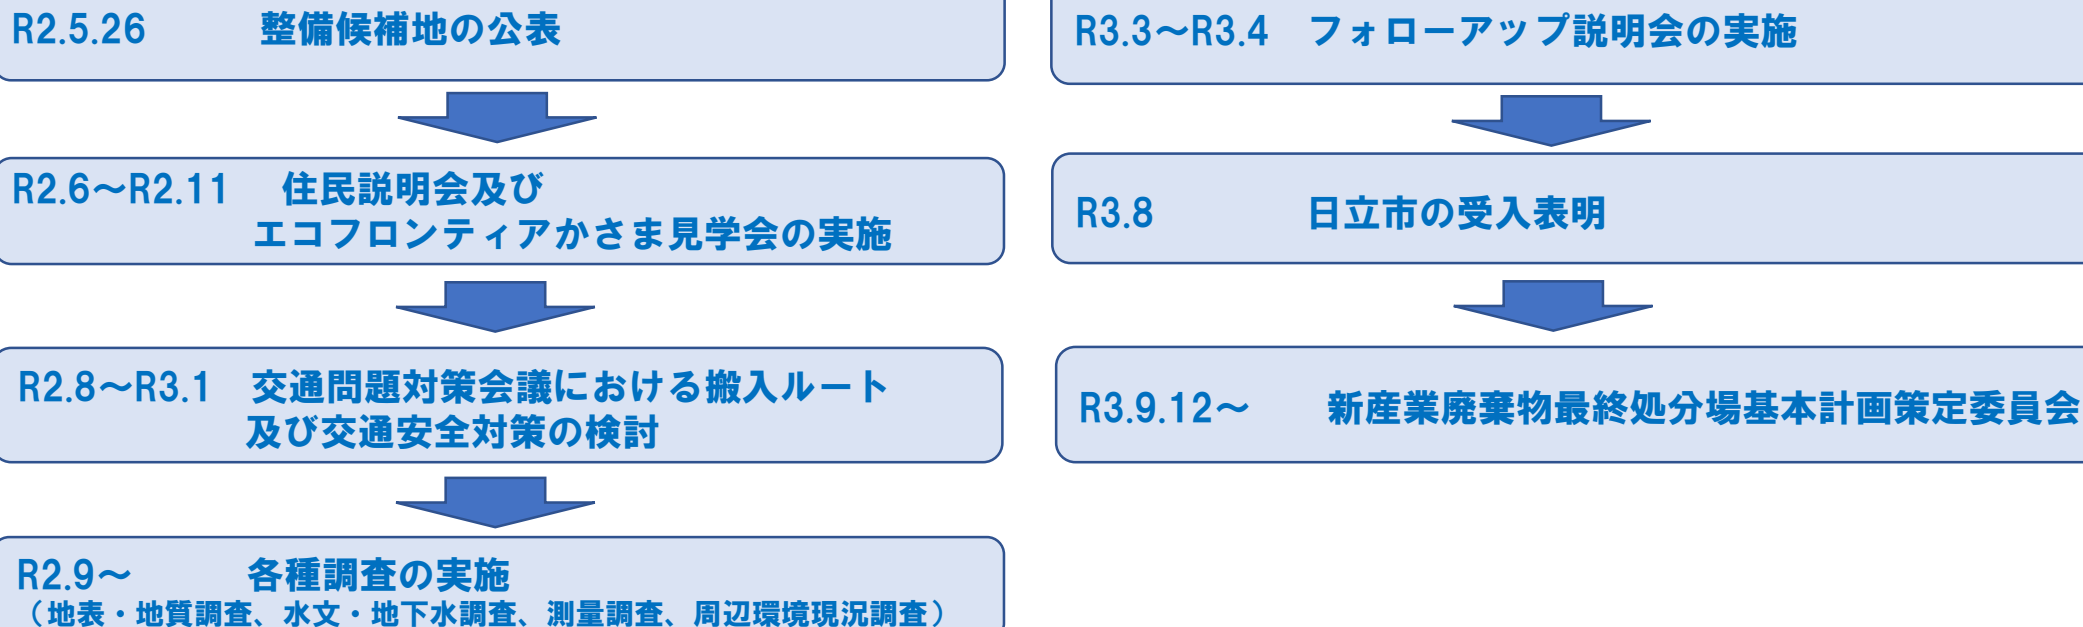 R2.5.26 整備候補地の公表
R2.6～R2.11 住民説明会及び
エコフロンティアかさま見学会の実施
R2.8～R3.1 交通問題対策会議における搬入ルート
及び交通安全対策の検討
R2.9～ 各種調査の実施
（地表・地質調査、水文・地下水調査、測量調査、周辺環境現況調査）
R3.3～R3.4 フォローアップ説明会の実施
R3.8 日立市の受入表明
R3.9.12～ 新産業廃棄物最終処分場基本計画策定委員会